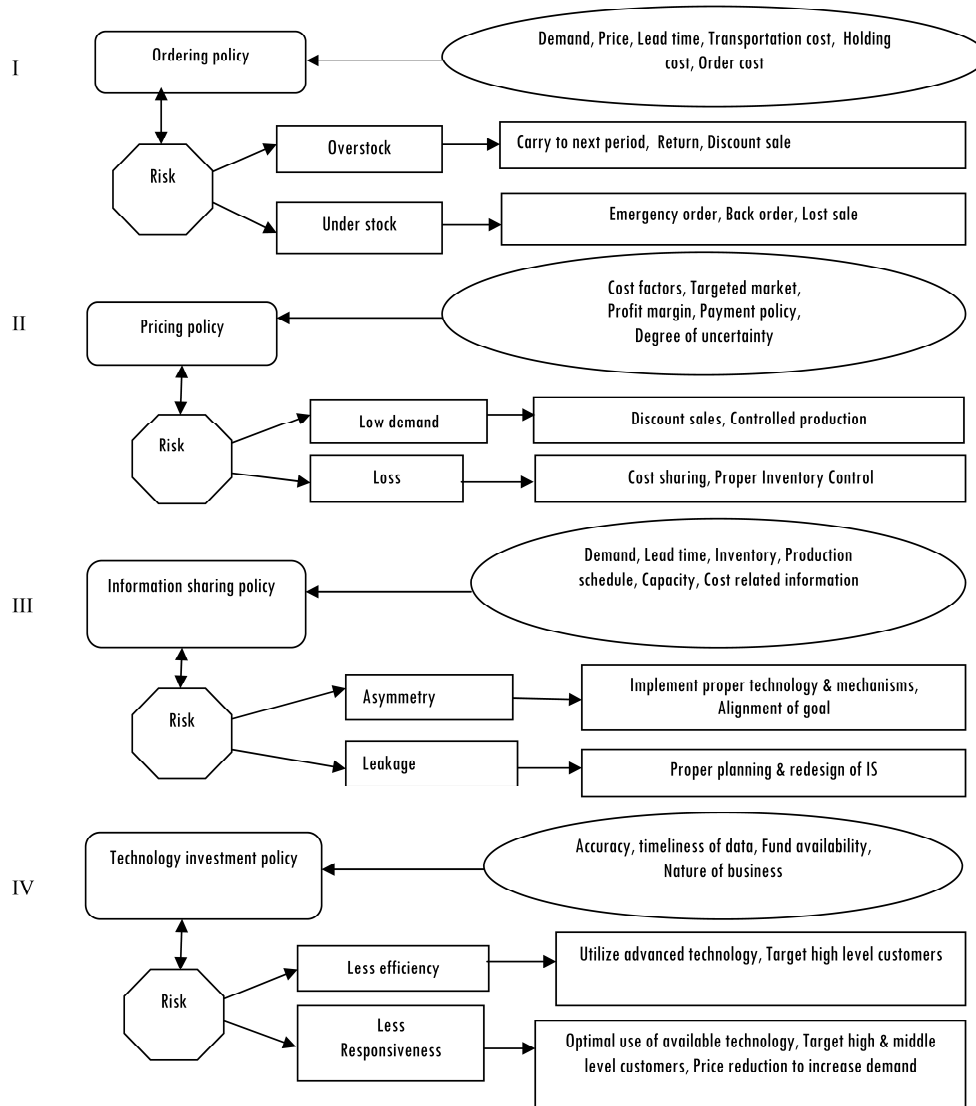 I
Ordering policy
Demand, Price, Lead time, Transportation cost, Holding
cost, Order cost
Risk
Overstock
Carry to next period, Return, Discount sale
Under stock
Emergency order, Back order, Lost sale
II
Pricing policy
Cost factors, Targeted market,
Profit margin, Payment policy,
Degree of uncertainty
Risk
Low demand
Discount sales, Controlled production
Loss
Cost sharing, Proper Inventory Control
III
Information sharing policy
Demand, Lead time, Inventory, Production
schedule, Capacity, Cost related information
Risk
Asymmetry
Implement proper technology & mechanisms,
Alignment of goal
Leakage
Proper planning & redesign of IS
IV
Technology investment policy
Accuracy, timeliness of data, Fund availability,
Nature of business
Risk
Less efficiency
Utilize advanced technology, Target high level customers
Less
Responsiveness
Optimal use of available technology, Target high & middle
level customers, Price reduction to increase demand